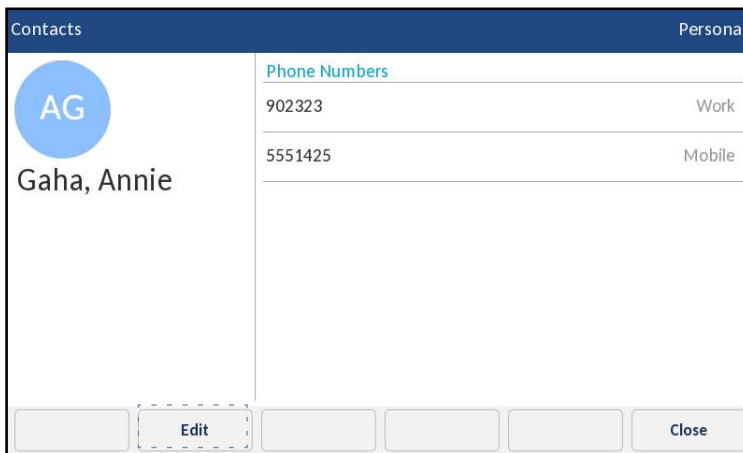 Contacts
Persona
AG
Gaha, Annie
Phone Numbers
902323 Work
5551425 Mobile
Edit
Close